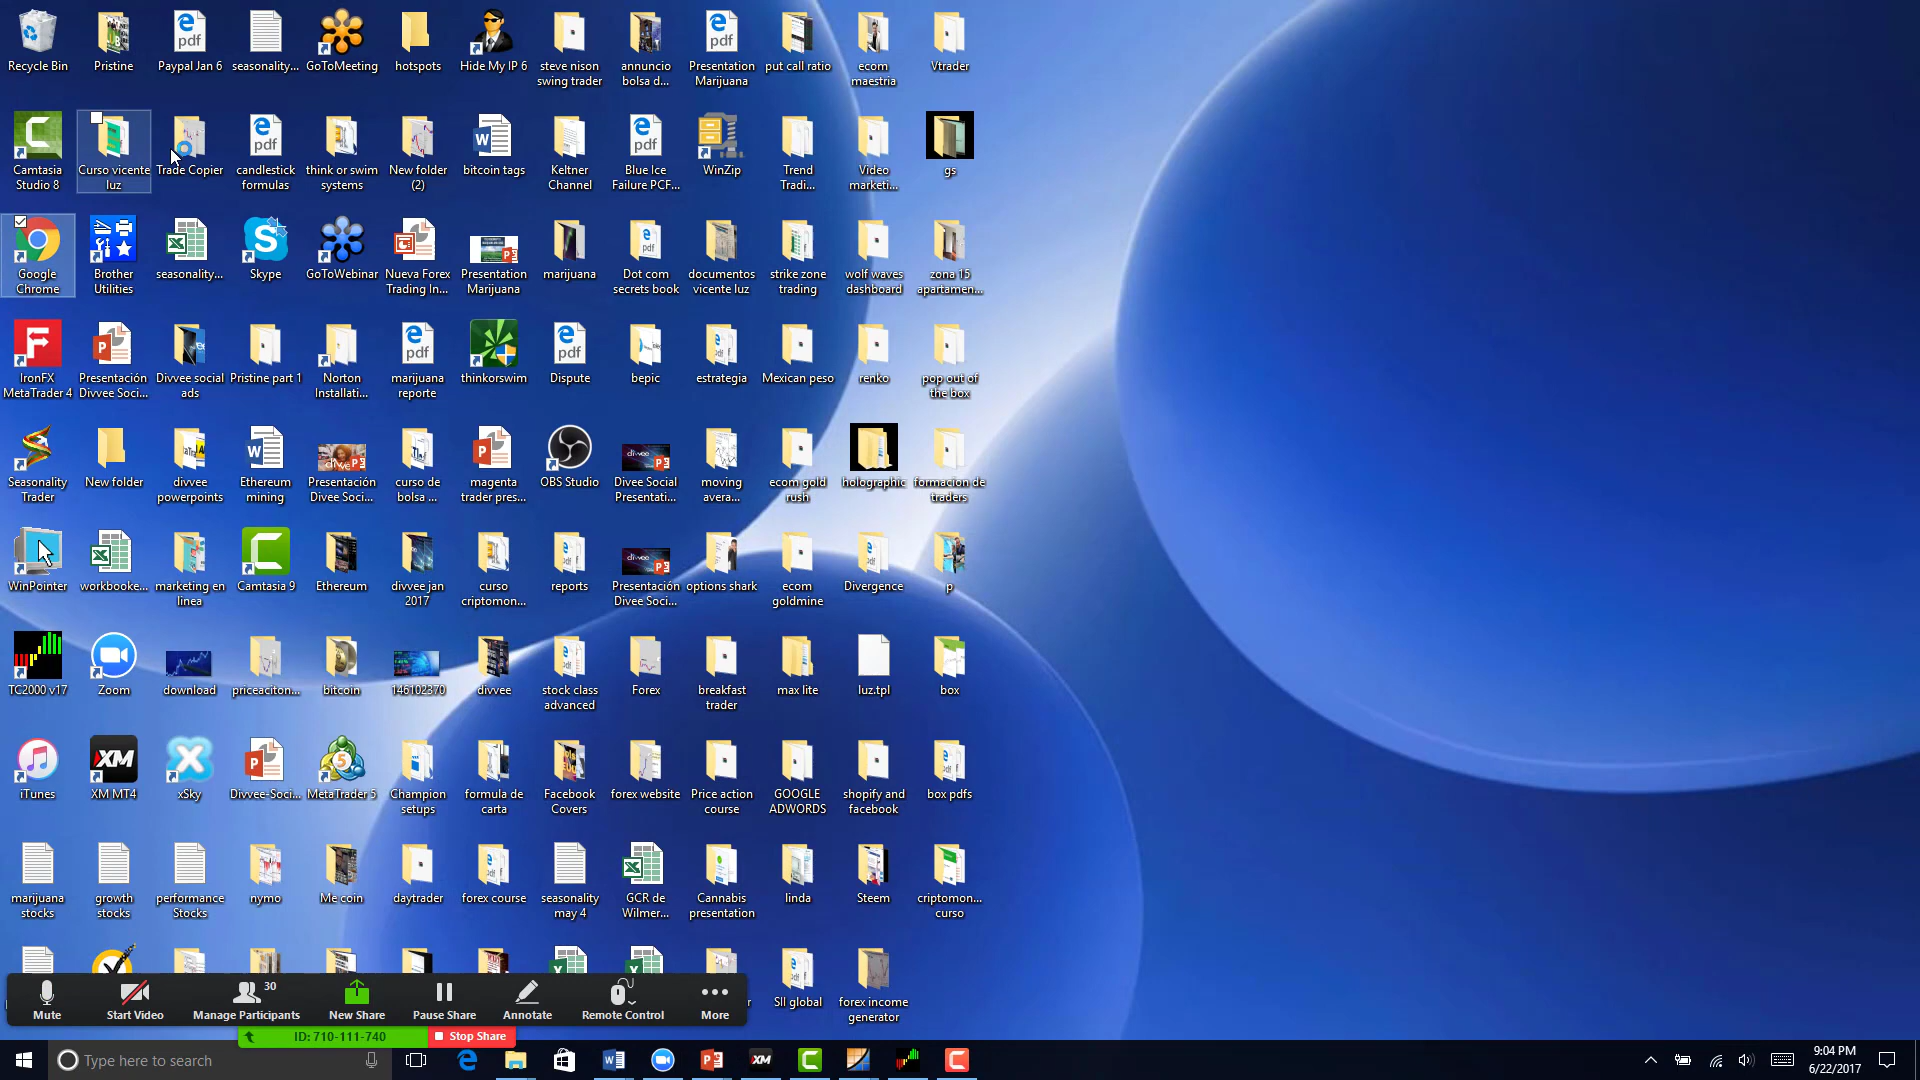 Recycle Bin
Pristine
Paypal Jan 6
seasonality...
GoToMeeting
hotspots
Hide My IP 6
steve nison
swing trader
annuncio
bolsa d...
Presentation
Marijuana
put call ratio
ecom
maestria
Vtrader
Camtasia
Studio 8
Curso vicente
luz
Trade Copier
candlestick
formulas
think or swim
systems
New folder
(2)
bitcoin tags
Keltner
Channel
Blue Ice
Failure PCF...
WinZip
Trend
Tradi...
Video
marketi...
gs
Google
Chrome
Brother
Utilities
seasonality...
Skype
GoToWebinar
Nueva Forex
Trading In...
Presentation
Marijuana
marijuana
Dot com
secrets book
documentos
vicente luz
strike zone
trading
wolf waves
dashboard
zona 15
apartamen...
IronFX
MetaTrader 4
Presentación
Divvee Soci...
Divvee social
ads
Pristine part 1
Norton
Installati...
marijuana
reporte
thinkorswim
Dispute
bepic
estrategia
Mexican peso
renko
pop out of
the box
Seasonality
Trader
New folder
divvee
powerpoints
Ethereum
mining
Presentación
Divee Soci...
curso de
bolsa ...
magenta
trader pres...
OBS Studio
Divee Social
Presentati...
moving
avera...
ecom gold
rush
holographic
formacion de
traders
WinPointer
workbooke...
marketing en
linea
Camtasia 9
Ethereum
divvee jan
2017
curso
criptomon...
reports
Presentación
Divee Soci...
options shark
ecom
goldmine
Divergence
p
TC2000 v17
Zoom
download
priceaciton...
bitcoin
146102370
divvee
stock class
advanced
Forex
breakfast
trader
max lite
luz.tpl
box
iTunes
XM MT4
xSky
Divvee-Soci...
MetaTrader 5
Champion
setups
formula de
carta
Facebook
Covers
forex website
Price action
course
GOOGLE
ADWORDS
shopify and
facebook
box pdfs
marijuana
stocks
growth
stocks
performance
Stocks
nymo
Me coin
daytrader
forex course
seasonality
may 4
GCR de
Wilmer...
Cannabis
presentation
linda
Steem
criptomon...
curso
Sll global
forex income
generator
Mute
Start Video
Manage Participants
30
New Share
Pause Share
Annotate
Remote Control
More
ID: 710-111-740
Stop Share
Type here to search
9:04 PM
6/22/2017